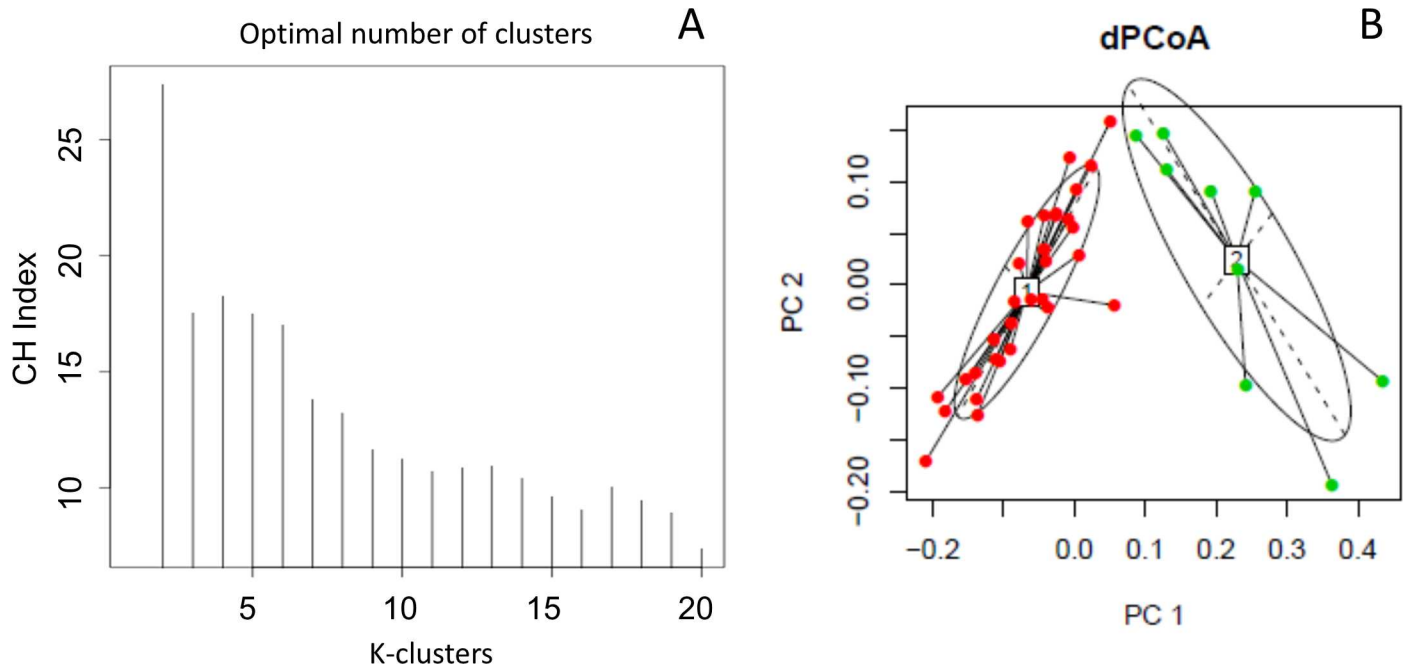 Optimal number of clusters
A
CH Index
25
20
15
10
5
10
15
20
K-clusters
B
dPCoA
PC 2
0.10
0.00
−0.10
−0.20
1
2
−0.2
0.0
0.1
0.2
0.3
0.4
PC 1